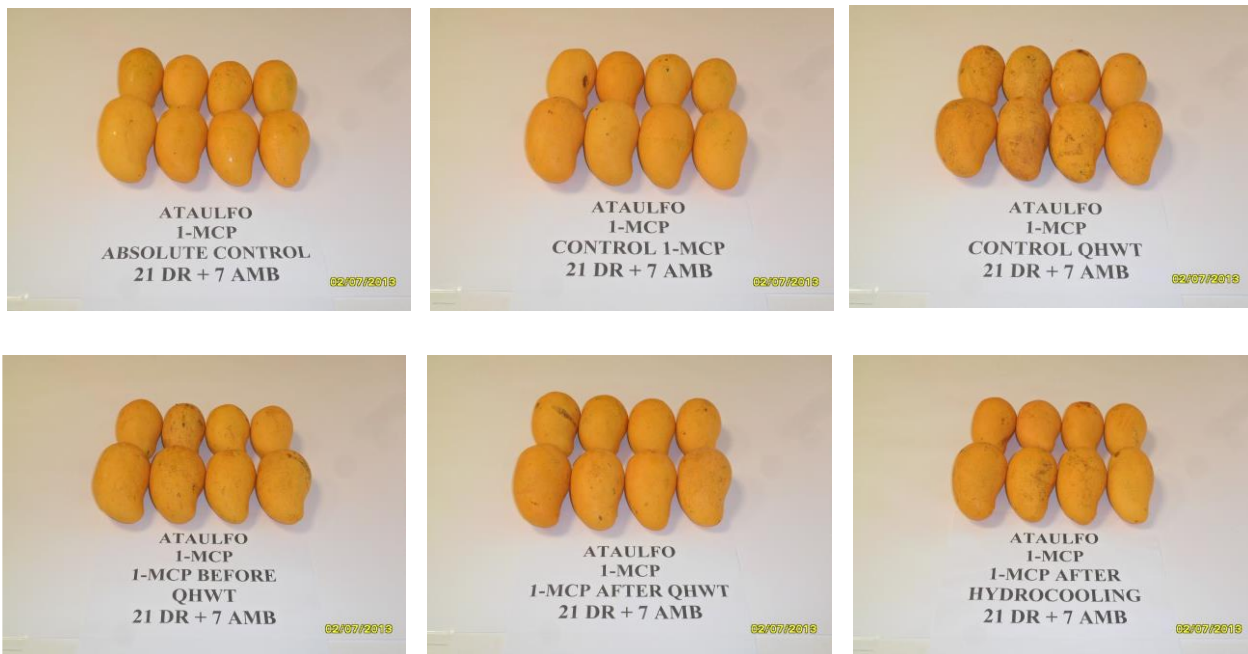 ATAULFO
1-MCP
ABSOLUTE CONTROL
21 DR + 7 AMB
02/07/2013
ATAULFO
1-MCP
CONTROL 1-MCP
21 DR + 7 AMB
02/07/2013
ATAULFO
1-MCP
CONTROL QHWT
21 DR + 7 AMB
02/07/2013
ATAULFO
1-MCP
1-MCP BEFORE
QHWT
21 DR + 7 AMB
02/07/2013
ATAULFO
1-MCP
1-MCP AFTER QHWT
21 DR + 7 AMB
02/07/2013
ATAULFO
1-MCP
1-MCP AFTER
HYDROCOOLING
21 DR + 7 AMB
02/07/2013